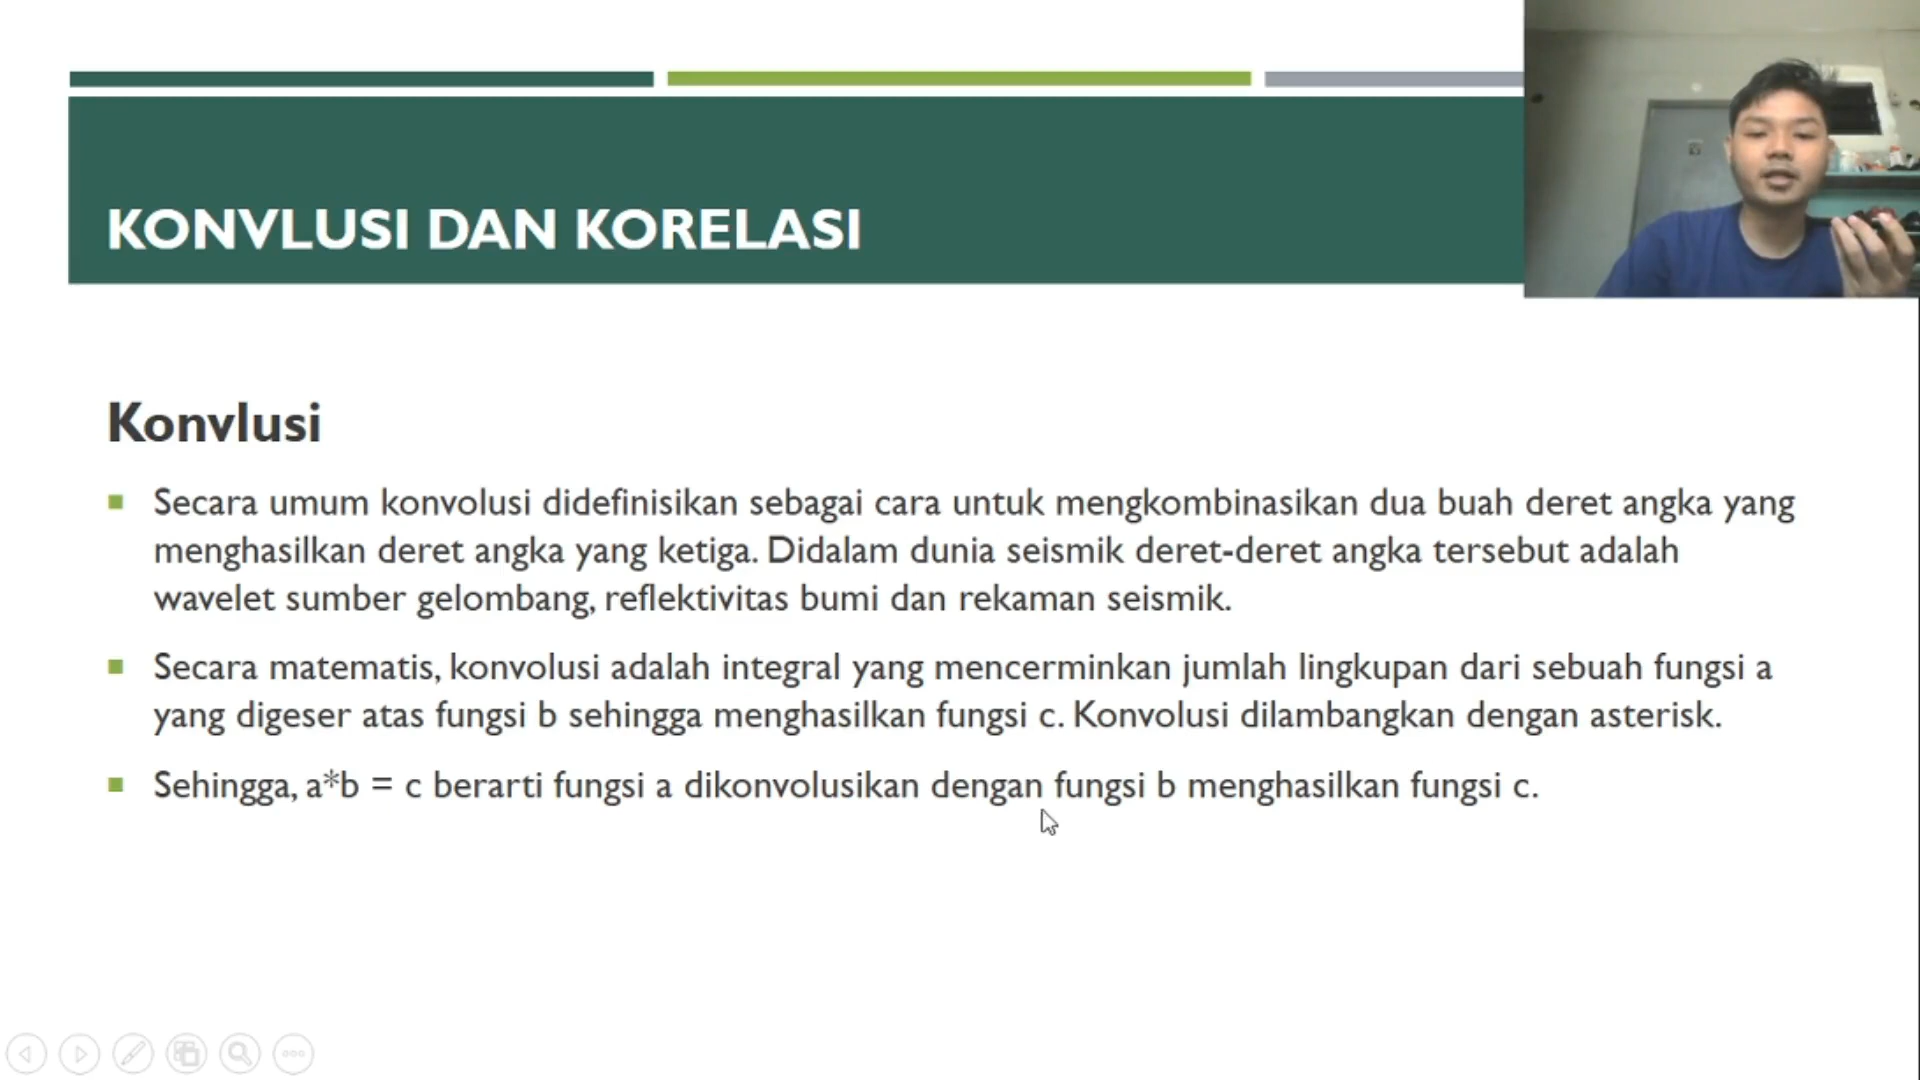 KONVLUSI DAN KORELASI
Konvlusi
Secara umum konvolusi didefinisikan sebagai cara untuk mengkombinasikan dua buah deret angka yang
menghasilkan deret angka yang ketiga. Didalam dunia seismik deret-deret angka tersebut adalah
wavelet sumber gelombang, reflektivitas bumi dan rekaman seismik.
Secara matematis, konvolusi adalah integral yang mencerminkan jumlah lingkupan dari sebuah fungsi a
yang digeser atas fungsi b sehingga menghasilkan fungsi c. Konvolusi dilambangkan dengan asterisk.
Sehingga, a*b = c berarti fungsi a dikonvolusikan dengan fungsi b menghasilkan fungsi c.